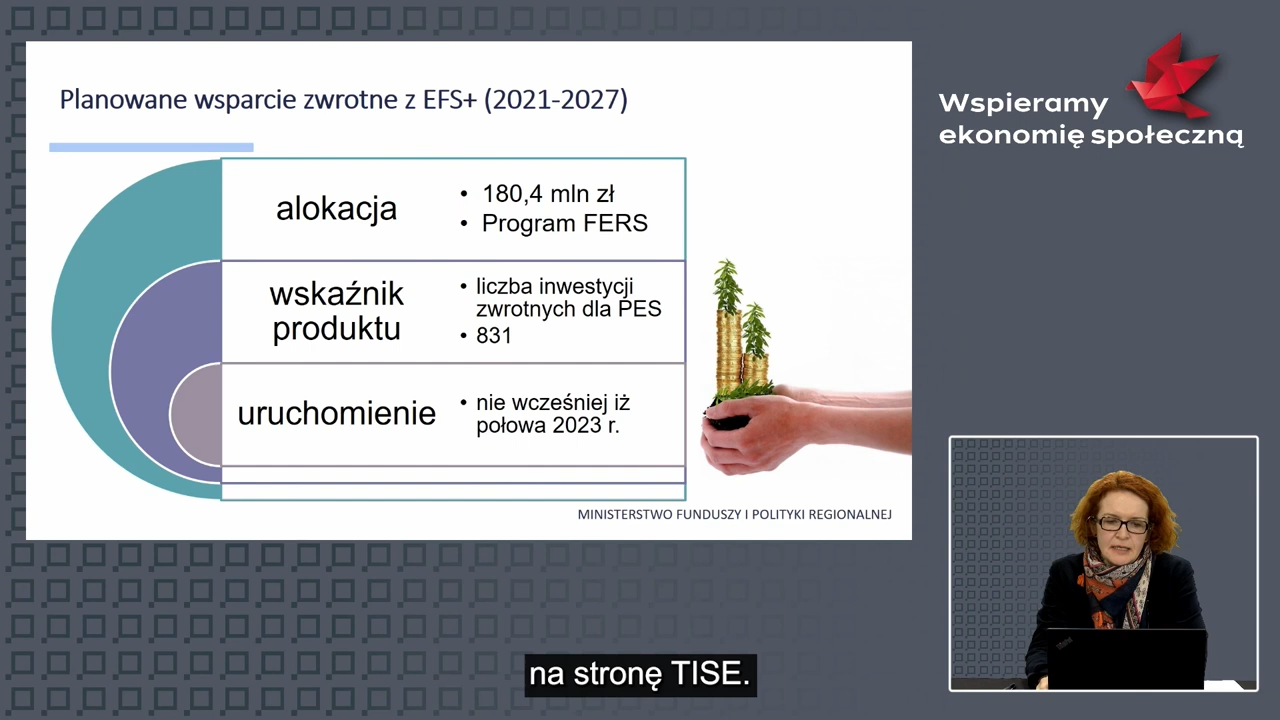 Planowane wsparcie zwrotne z EFS+ (2021-2027)
alokacja
• 180,4 mln zł
• Program FERS
wskaźnik
produktu
• liczba inwestycji
zwrotnych dla PES
• 831
uruchomienie
• nie wcześniej iż
połowa 2023 r.
MINISTERSTWO FUNDUSZY I POLITYKI REGIONALNEJ
Wspieramy
ekonomię społeczną
na stronę TISE.